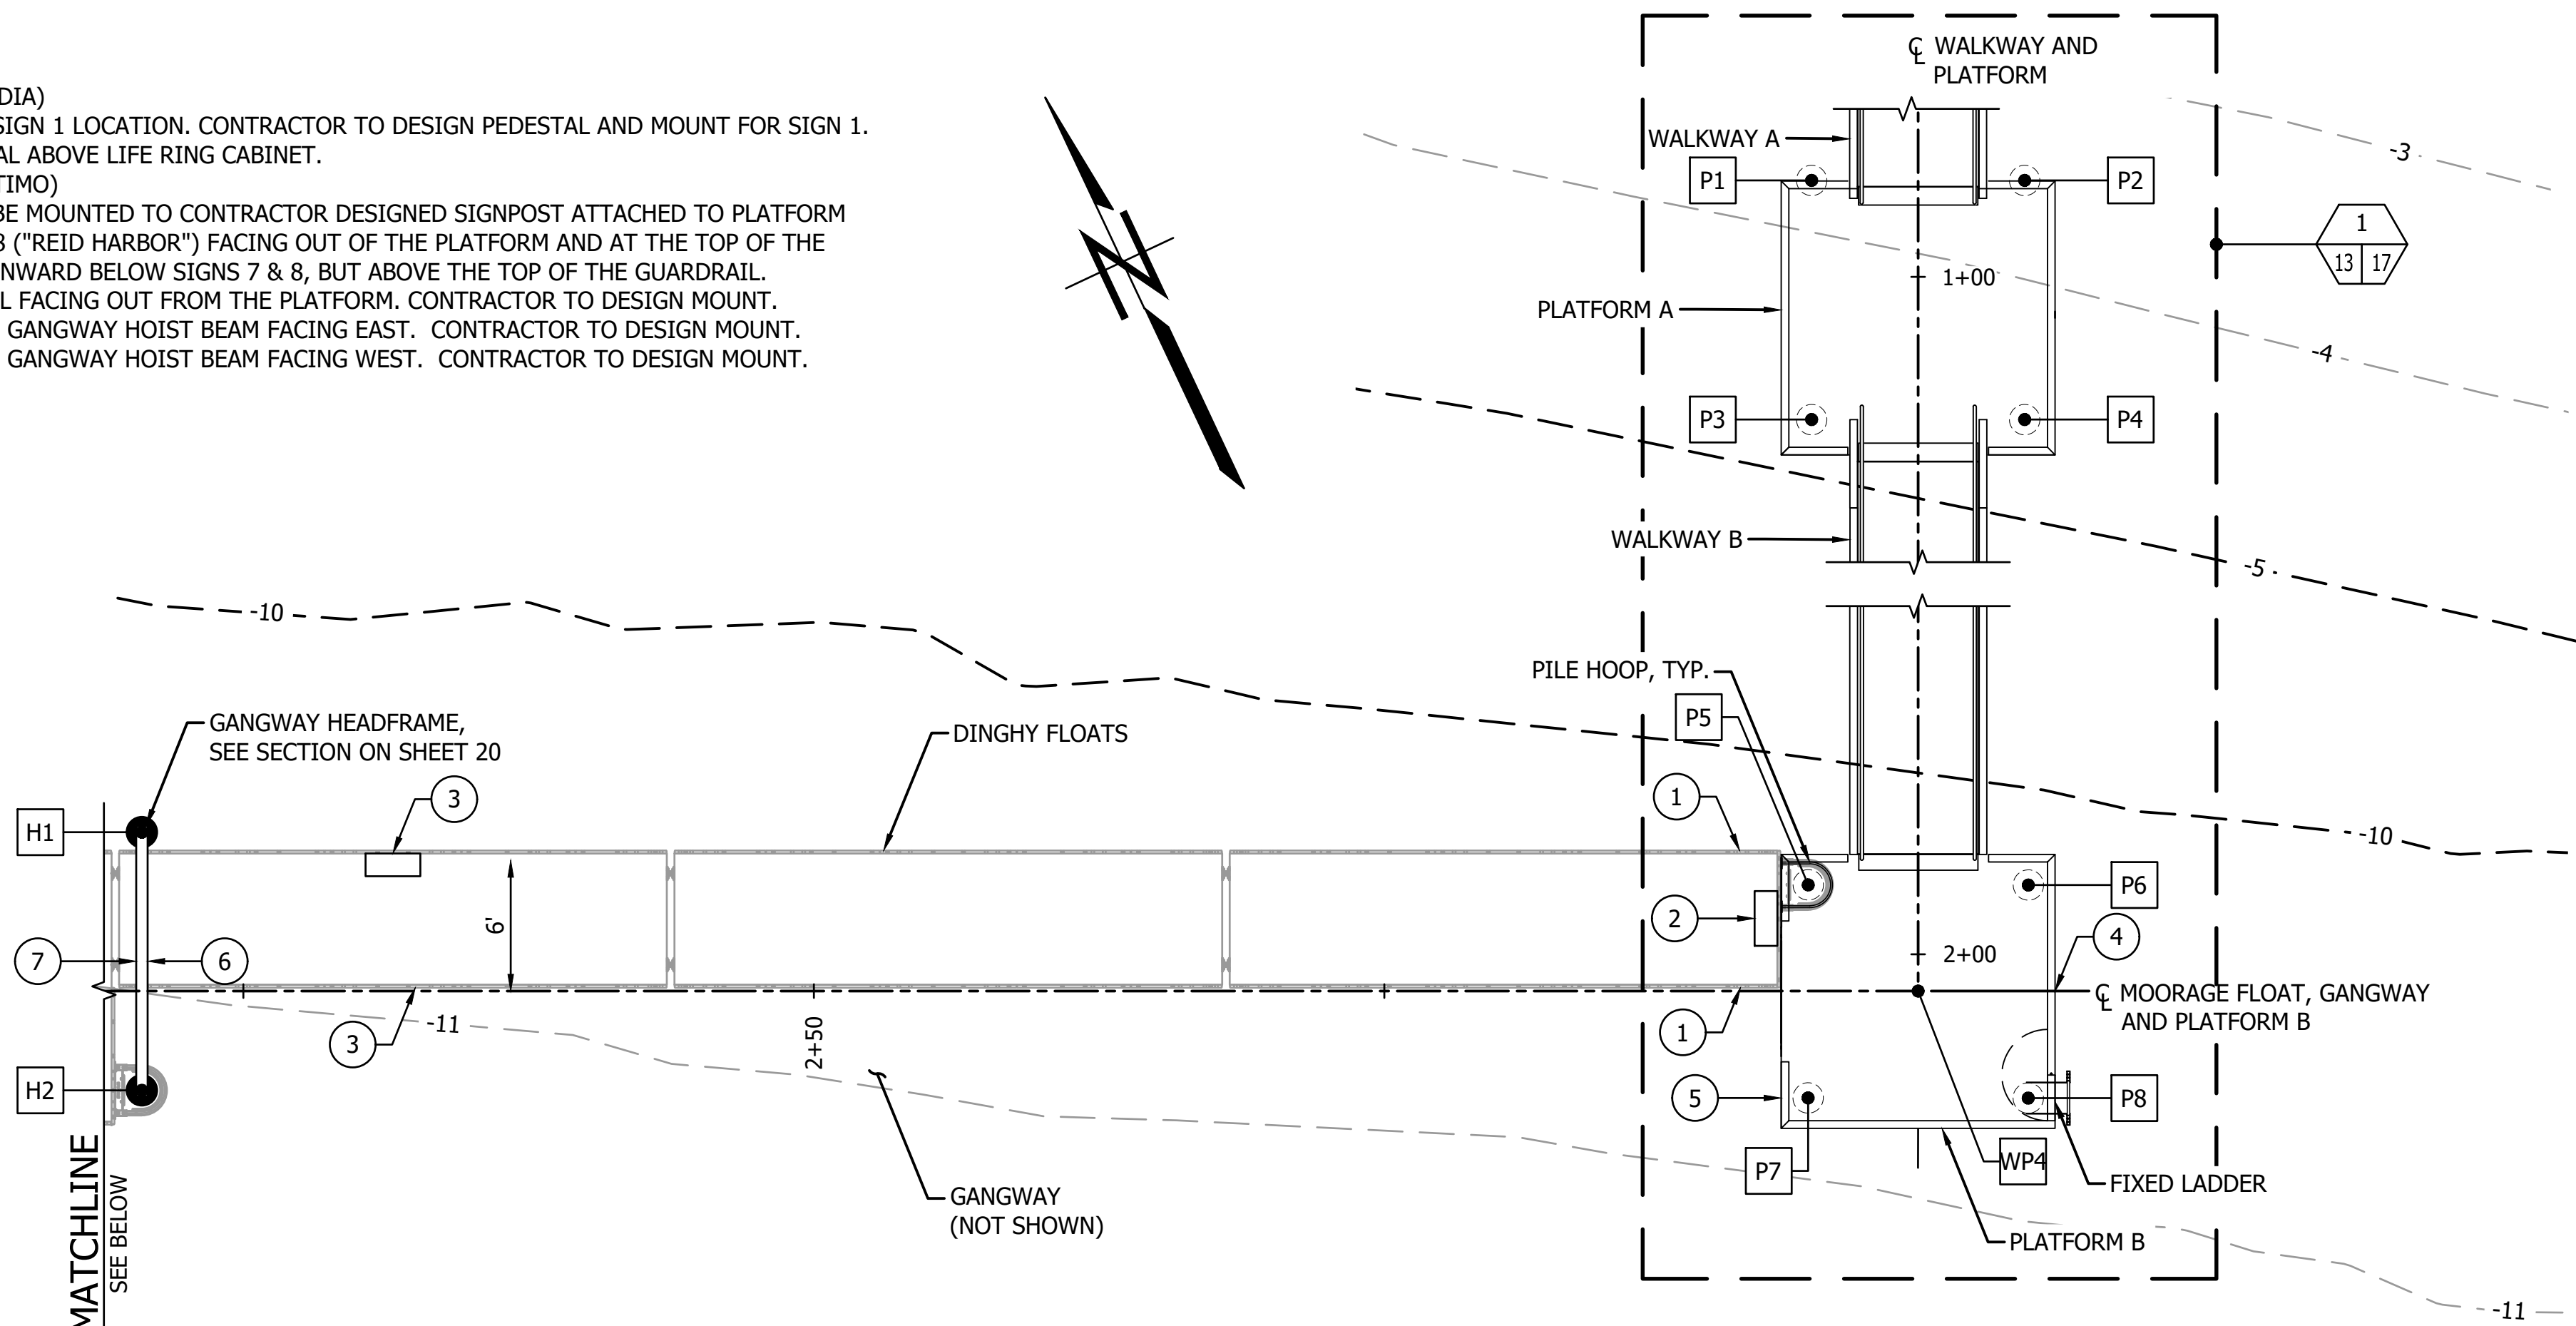 DIA)
SIGN 1 LOCATION. CONTRACTOR TO DESIGN PEDESTAL AND MOUNT FOR SIGN 1.
AL ABOVE LIFE RING CABINET.
TIMO)
BE MOUNTED TO CONTRACTOR DESIGNED SIGNPOST ATTACHED TO PLATFORM
3 ("REID HARBOR") FACING OUT OF THE PLATFORM AND AT THE TOP OF THE
NWARD BELOW SIGNS 7 & 8, BUT ABOVE THE TOP OF THE GUARDRAIL.
L FACING OUT FROM THE PLATFORM. CONTRACTOR TO DESIGN MOUNT.
GANGWAY HOIST BEAM FACING EAST. CONTRACTOR TO DESIGN MOUNT.
GANGWAY HOIST BEAM FACING WEST. CONTRACTOR TO DESIGN MOUNT.
N
℄ WALKWAY AND
PLATFORM
WALKWAY A
P1
P2
-3
1
13 17
1+00
PLATFORM A
-4
P3
P4
WALKWAY B
-5
-10
PILE HOOP, TYP.
P5
GANGWAY HEADFRAME,
SEE SECTION ON SHEET 20
DINGHY FLOATS
3
1
H1
-10
6'
2
P6
4
7
6
2+00
℄ MOORAGE FLOAT, GANGWAY
AND PLATFORM B
-11
3
2+50
1
H2
5
P8
P7
WP4
FIXED LADDER
GANGWAY
(NOT SHOWN)
PLATFORM B
MATCHLINE
SEE BELOW
-11